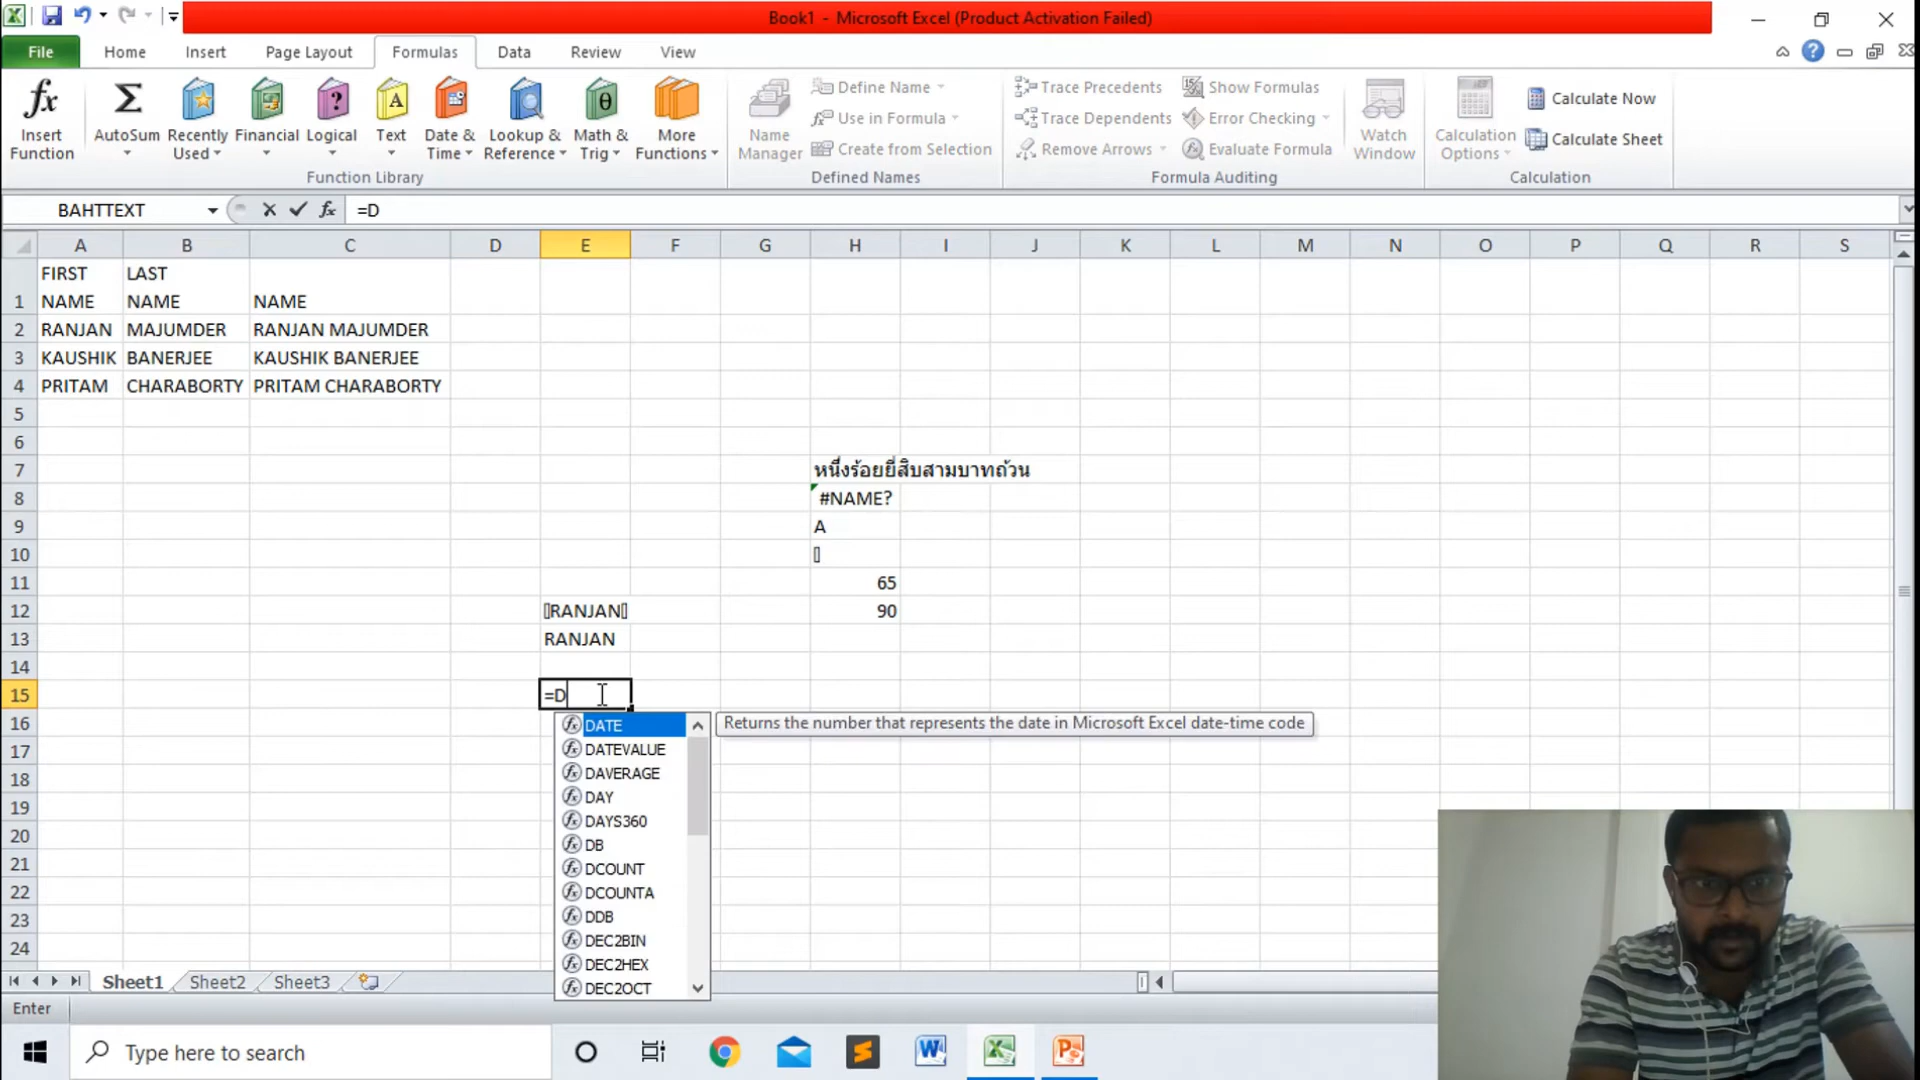 Book1 - Microsoft Excel (Product Activation Failed)
File Home Insert Page Layout Formulas Data Review View
Insert Function
AutoSum
Recently Used
Financial
Logical
Text
Date & Time
Lookup & Reference
Math & Trig
More Functions
Function Library
Name Manager
Define Name
Use in Formula
Create from Selection
Defined Names
Trace Precedents
Trace Dependents
Remove Arrows
Show Formulas
Error Checking
Evaluate Formula
Formula Auditing
Watch Window
Calculation Options
Calculate Now
Calculate Sheet
Calculation
BAHTTEXT =D
A B C D E F G H I J K L M N O P Q R S
FIRST LAST
1 NAME NAME NAME
2 RANJAN MAJUMDER RANJAN MAJUMDER
3 KAUSHIK BANERJEE KAUSHIK BANERJEE
4 PRITAM CHARABORTY PRITAM CHARABORTY
5
6
7 หนึ่งร้อยยี่สิบสามบาทถ้วน
8 #NAME?
9 A
10
11 65
12 RANJAN 90
13 RANJAN
14
15 =D
16 DATE Returns the number that represents the date in Microsoft Excel date-time code
17 DATEVALUE
DAVERAGE
18 DAY
19 DAYS360
20 DB
21 DCOUNT
22 DCOUNTA
23 DDB
DEC2BIN
24 DEC2HEX
DEC2OCT
Sheet1 Sheet2 Sheet3
Enter
Type here to search